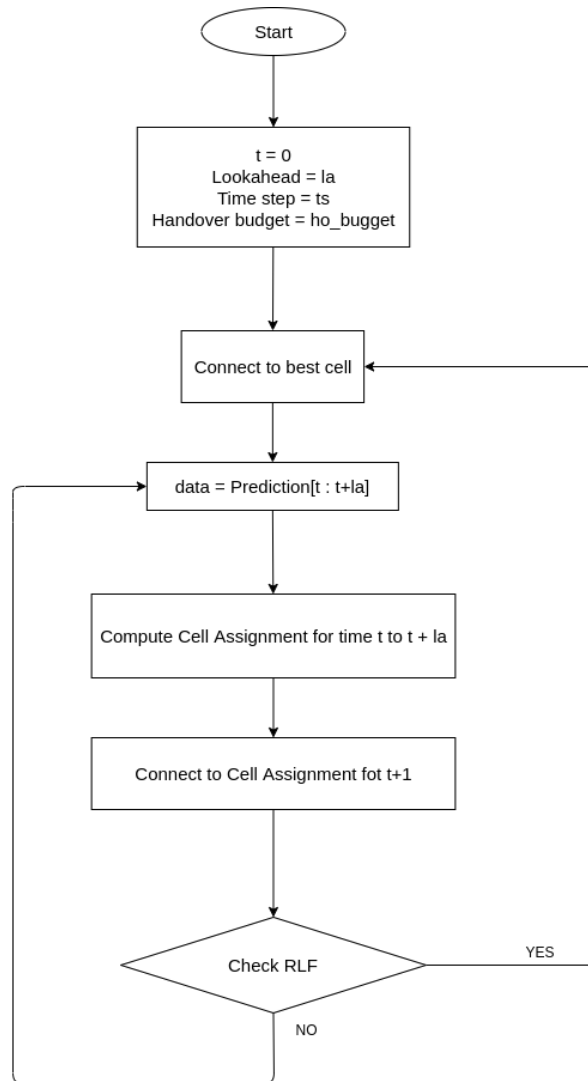 Start
t = 0
Lookahead = la
Time step = ts
Handover budget = ho_bugget
Connect to best cell
data = Prediction[t : t+la]
Compute Cell Assignment for time t to t + la
Connect to Cell Assignment fot t+1
Check RLF
YES
NO